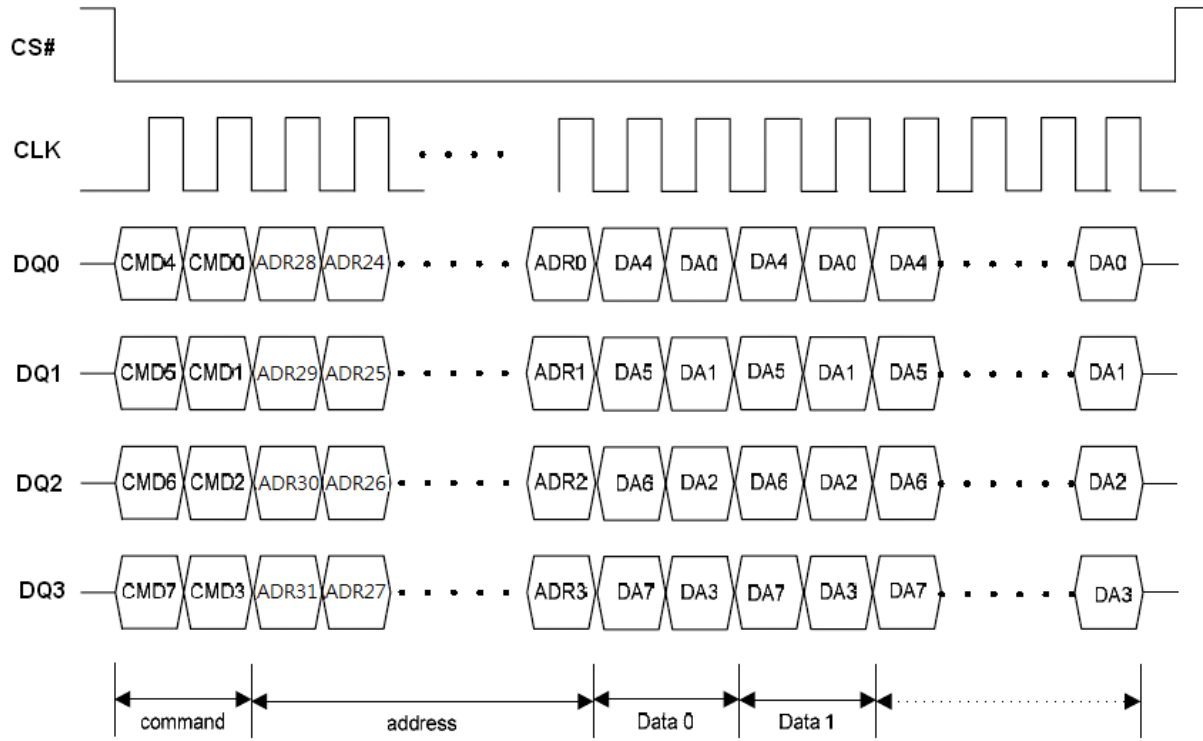 CS#
CLK
DQ0 CMD4 CMD0 ADR28 ADR24 ADR0 DA4 DA0 DA4 DA0 DA4 DA0
DQ1 CMD5 CMD1 ADR29 ADR25 ADR1 DA5 DA1 DA5 DA1 DA5 DA1
DQ2 CMD6 CMD2 ADR30 ADR26 ADR2 DA6 DA2 DA6 DA2 DA6 DA2
DQ3 CMD7 CMD3 ADR31 ADR27 ADR3 DA7 DA3 DA7 DA3 DA7 DA3
command address Data 0 Data 1